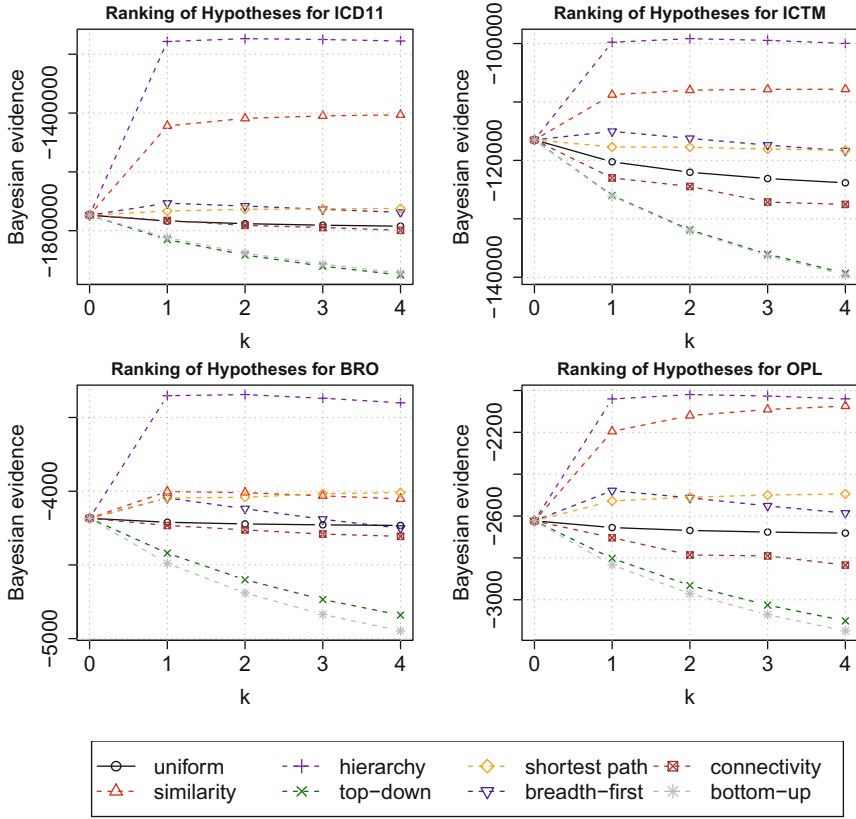 Ranking of Hypotheses for ICD11
Bayesian evidence
−1400000
−1800000
0 1 2 3 4
k
Ranking of Hypotheses for ICTM
Bayesian evidence
−100000
−120000
−140000
0 1 2 3 4
k
Ranking of Hypotheses for BRO
Bayesian evidence
−4000
−5000
0 1 2 3 4
k
Ranking of Hypotheses for OPL
Bayesian evidence
−2200
−2600
−3000
0 1 2 3 4
k
uniform hierarchy shortest path connectivity
similarity top−down breadth−first bottom−up